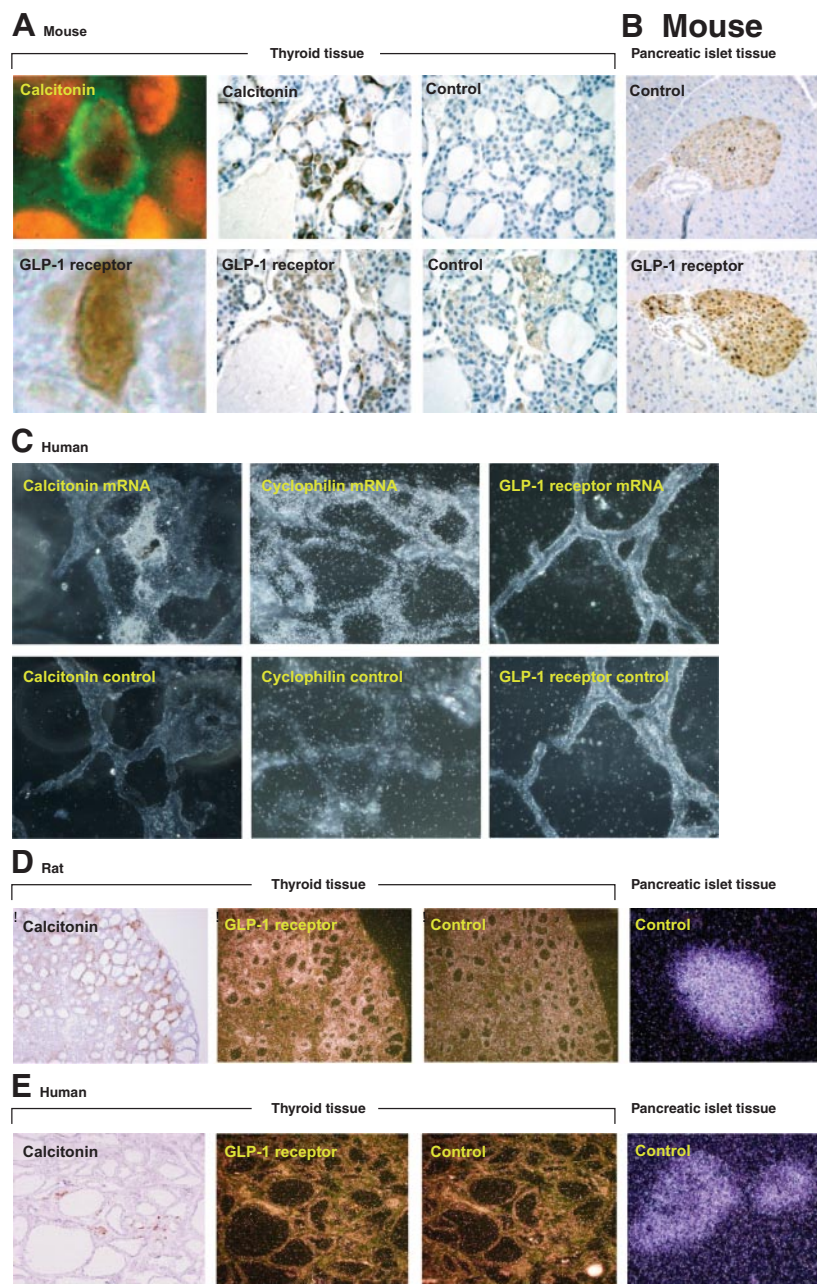 A Mouse
B Mouse
Thyroid tissue
Pancreatic islet tissue
Calcitonin
Calcitonin
Control
Control
GLP-1 receptor
GLP-1 receptor
Control
GLP-1 receptor
C Human
Calcitonin mRNA
Cyclophilin mRNA
GLP-1 receptor mRNA
Calcitonin control
Cyclophilin control
GLP-1 receptor control
D Rat
Thyroid tissue
Pancreatic islet tissue
! Calcitonin
! GLP-1 receptor
! Control
Control
E Human
Thyroid tissue
Pancreatic islet tissue
Calcitonin
GLP-1 receptor
Control
Control